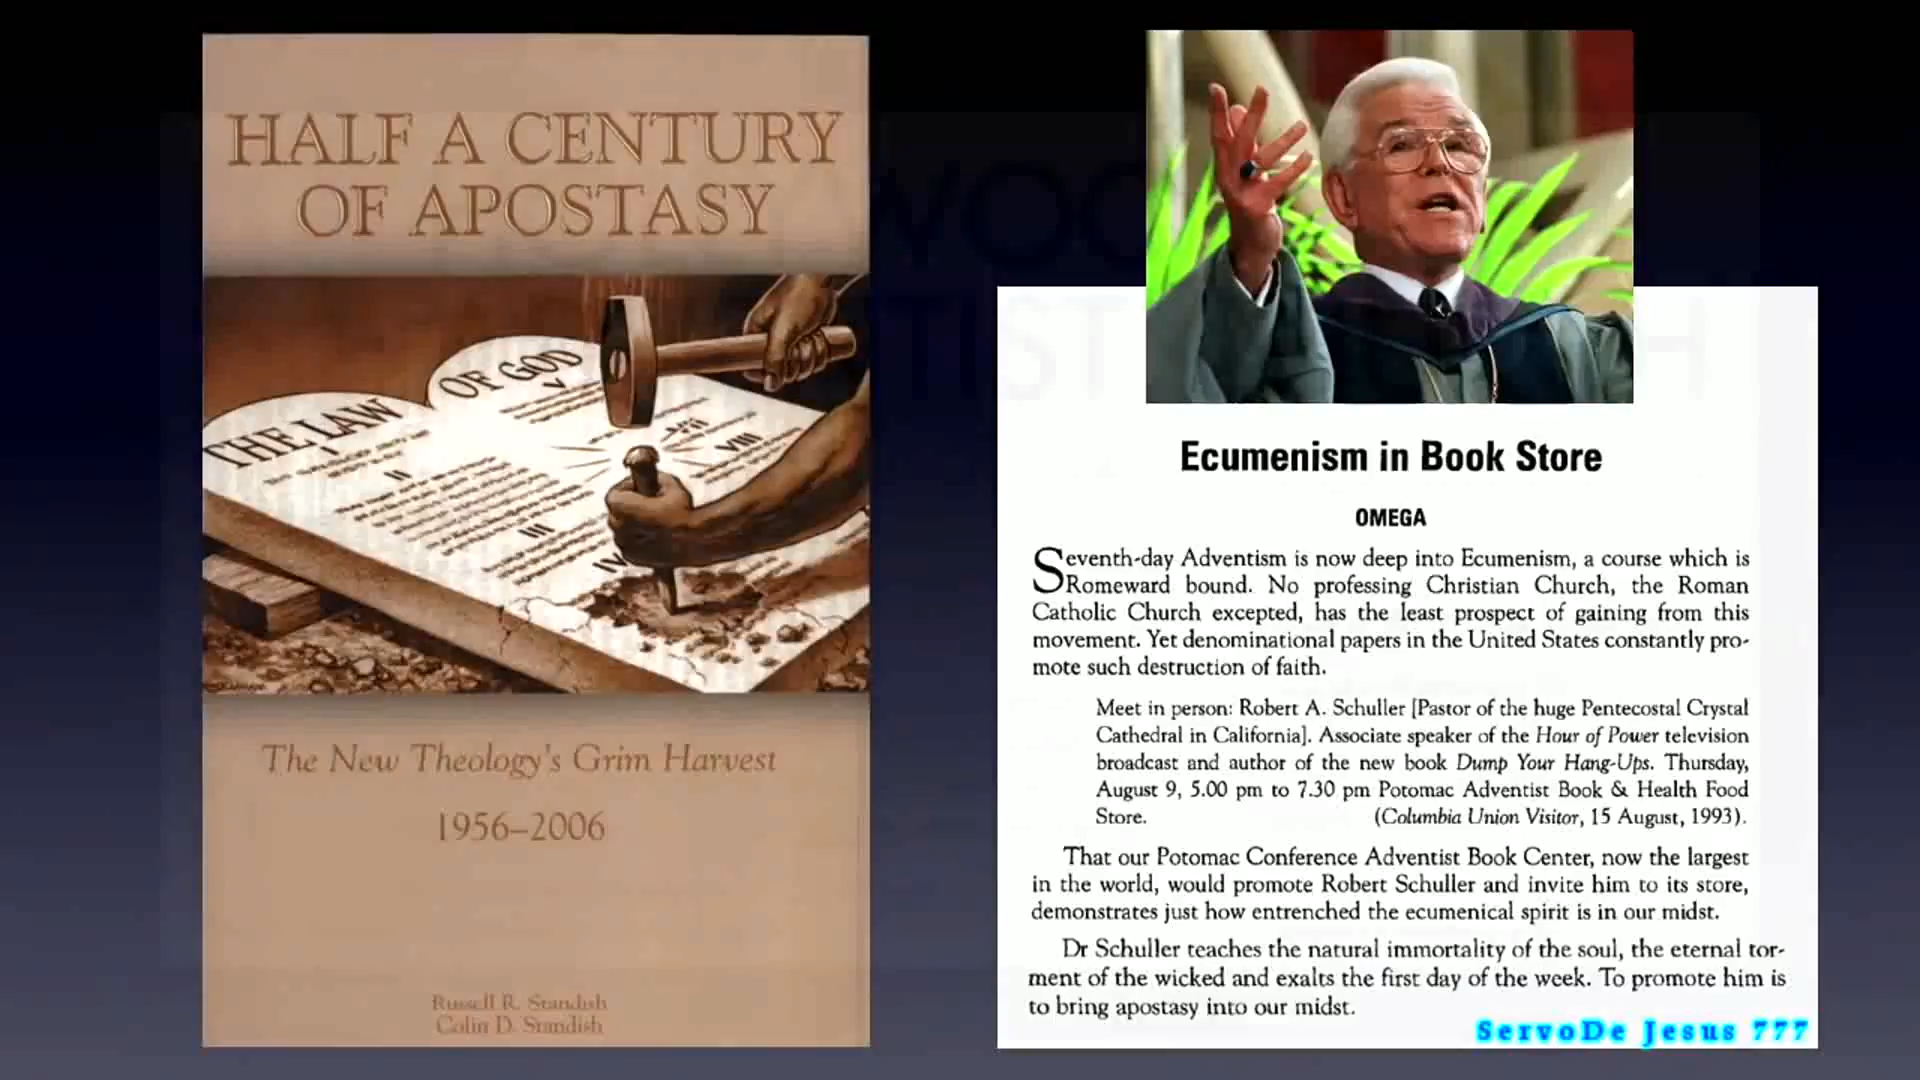 HALF A CENTURY
OF APOSTASY
THE LAW
OF GOD
I
II
III
IV
V
VII
VIII
The New Theology's Grim Harvest
1956–2006
Russell R. Standish
Colin D. Standish
Ecumenism in Book Store
OMEGA
Seventh-day Adventism is now deep into Ecumenism, a course which is
Romeward bound. No professing Christian Church, the Roman
Catholic Church excepted, has the least prospect of gaining from this
movement. Yet denominational papers in the United States constantly pro-
mote such destruction of faith.
Meet in person: Robert A. Schuller [Pastor of the huge Pentecostal Crystal
Cathedral in California]. Associate speaker of the Hour of Power television
broadcast and author of the new book Dump Your Hang-Ups. Thursday,
August 9, 5.00 pm to 7.30 pm Potomac Adventist Book & Health Food
Store. (Columbia Union Visitor, 15 August, 1993).
That our Potomac Conference Adventist Book Center, now the largest
in the world, would promote Robert Schuller and invite him to its store,
demonstrates just how entrenched the ecumenical spirit is in our midst.
Dr Schuller teaches the natural immortality of the soul, the eternal tor-
ment of the wicked and exalts the first day of the week. To promote him is
to bring apostasy into our midst.
ServoDe Jesus 777